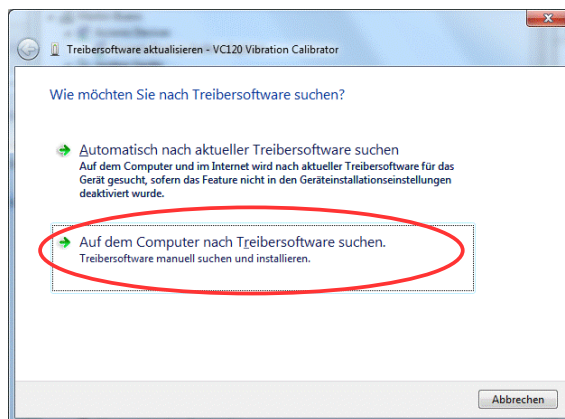 Treibersoftware aktualisieren - VC120 Vibration Calibrator
Wie möchten Sie nach Treibersoftware suchen?
Automatisch nach aktueller Treibersoftware suchen
Auf dem Computer und im Internet wird nach aktueller Treibersoftware für das
Gerät gesucht, sofern das Feature nicht in den Geräteinstallationseinstellungen
deaktiviert wurde.
Auf dem Computer nach Treibersoftware suchen.
Treibersoftware manuell suchen und installieren.
Abbrechen